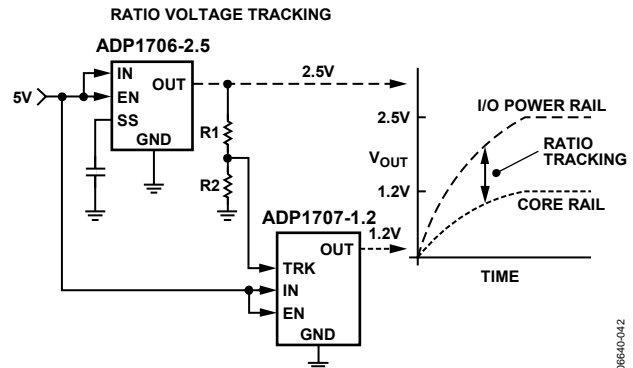 RATIO VOLTAGE TRACKING
ADP1706-2.5
5V
IN
EN
SS
OUT
GND
2.5V
R1
R2
ADP1707-1.2
TRK
IN
EN
OUT
GND
1.2V
2.5V
VOUT
1.2V
I/O POWER RAIL
RATIO
TRACKING
CORE RAIL
TIME
06640-042